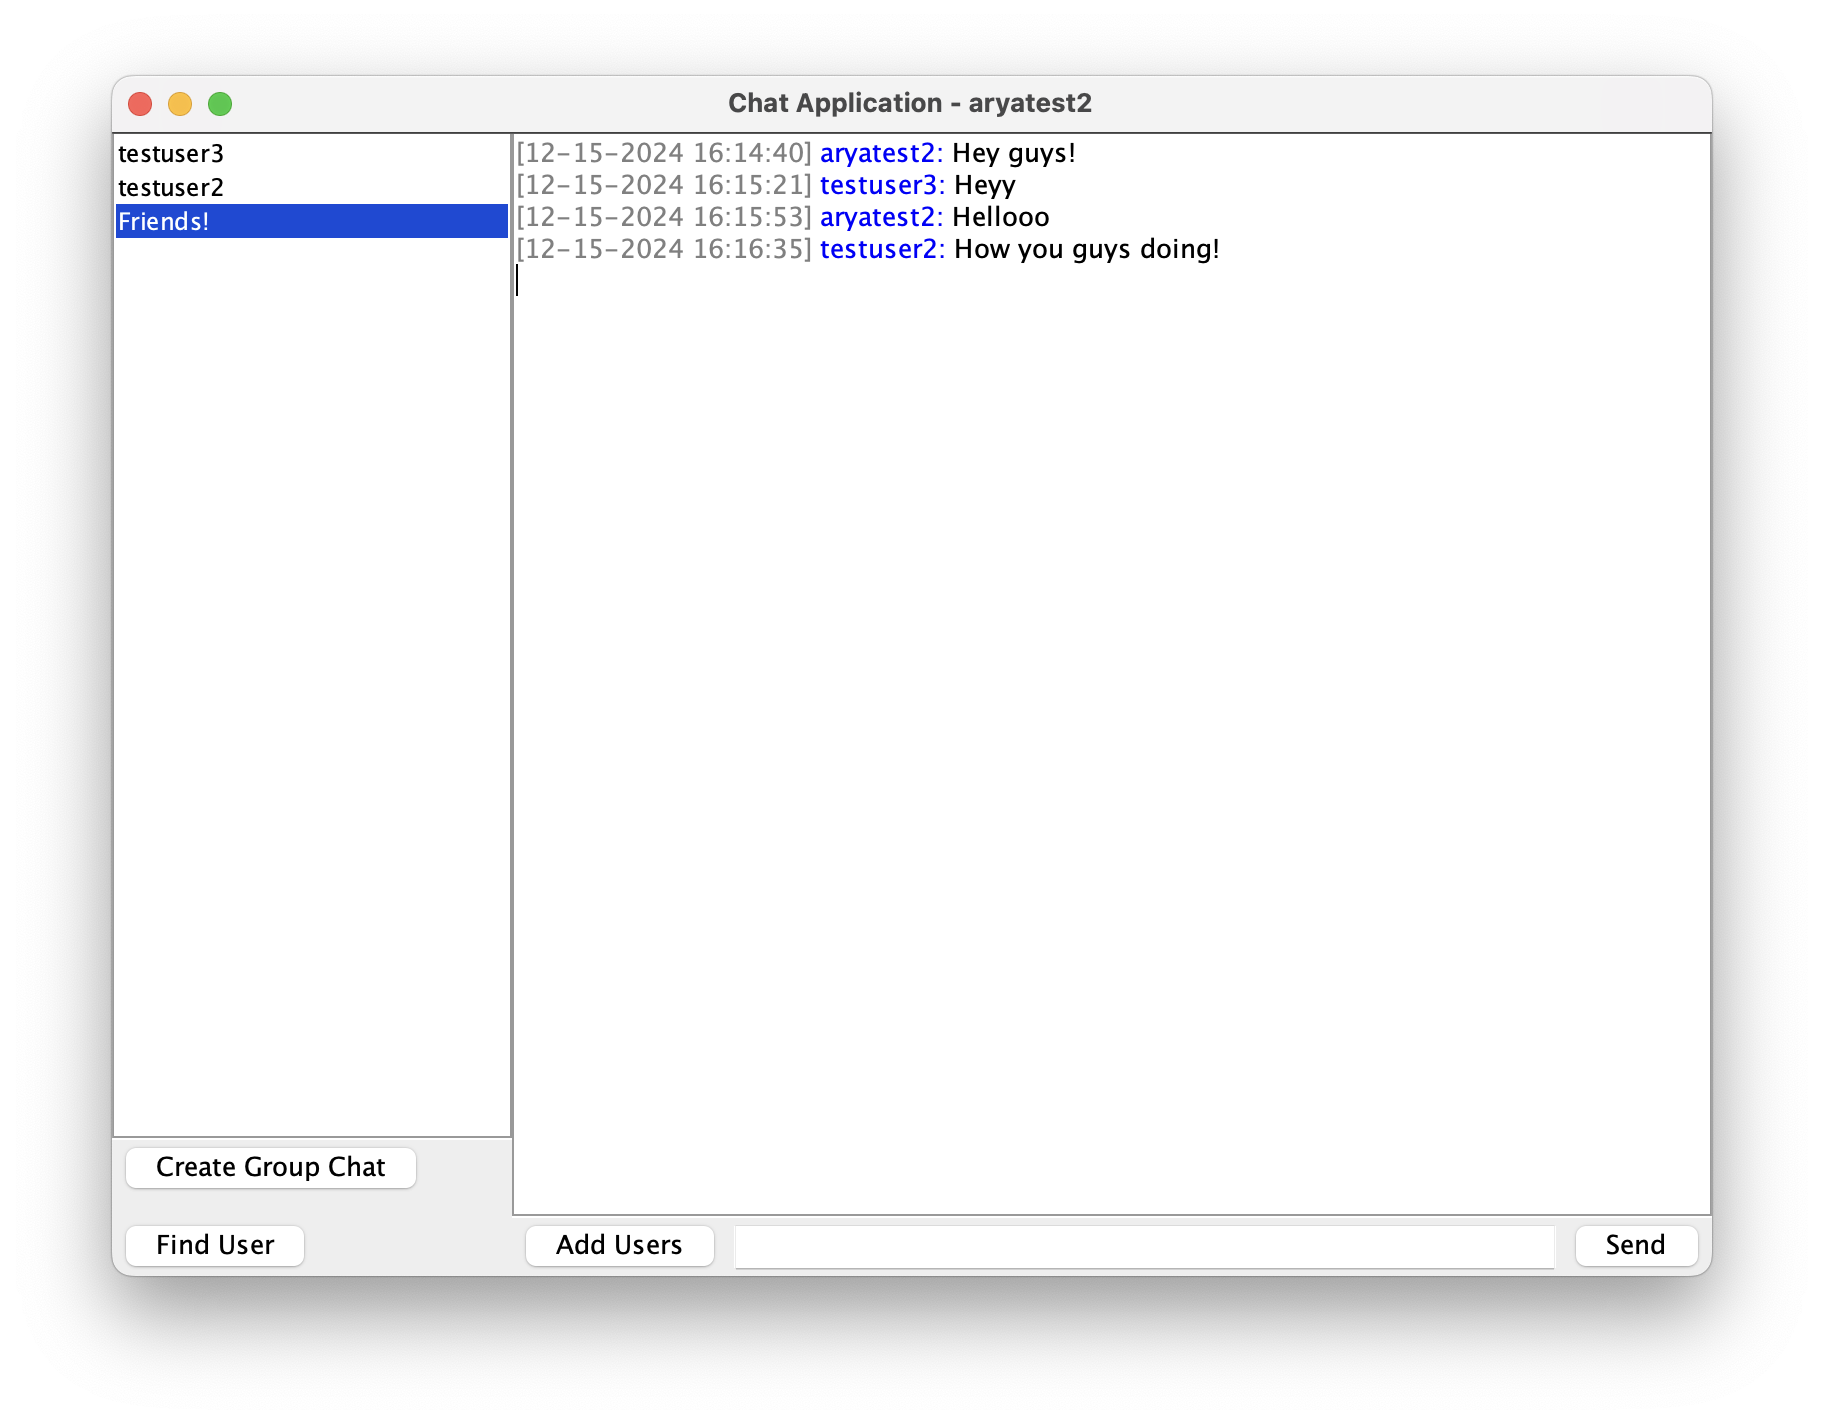 Chat Application - aryatest2
testuser3
testuser2
Friends!
[12-15-2024 16:14:40] aryatest2: Hey guys!
[12-15-2024 16:15:21] testuser3: Heyy
[12-15-2024 16:15:53] aryatest2: Hellooo
[12-15-2024 16:16:35] testuser2: How you guys doing!
Create Group Chat
Find User
Add Users
Send